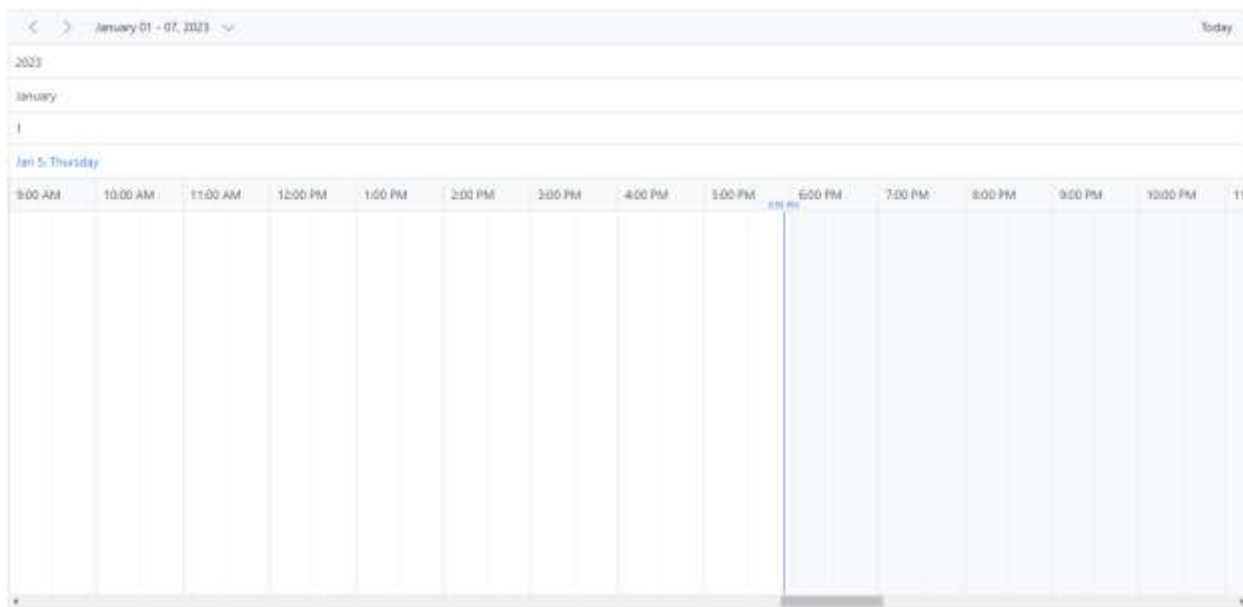 January 01 - 07, 2023 Today
2023
January
1
Jan 5, Thursday
9:00 AM 10:00 AM 11:00 AM 12:00 PM 1:00 PM 2:00 PM 3:00 PM 4:00 PM 5:00 PM 6:00 PM 7:00 PM 8:00 PM 9:00 PM 10:00 PM 11